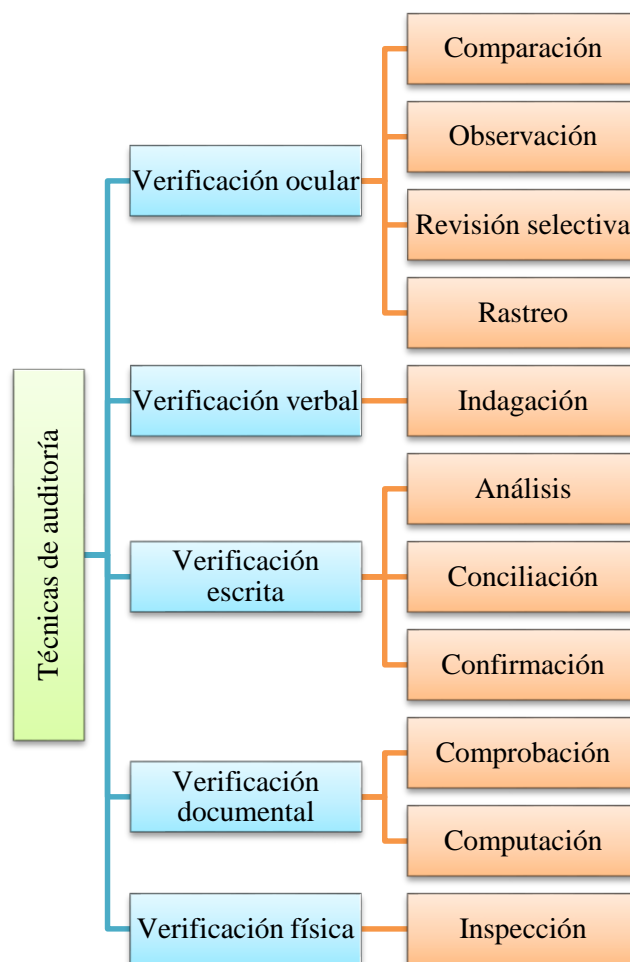 Técnicas de auditoría
Verificación ocular
Comparación
Observación
Revisión selectiva
Rastreo
Verificación verbal
Indagación
Verificación
escrita
Análisis
Conciliación
Confirmación
Verificación
documental
Comprobación
Computación
Verificación física
Inspección